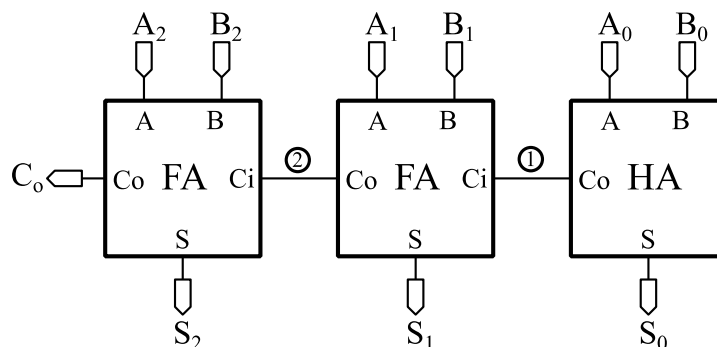 A₂ B₂ A₁ B₁ A₀ B₀
A B A B A B
② ①
Cₒ Co FA Ci Co FA Ci Co HA
S S S
S₂ S₁ S₀